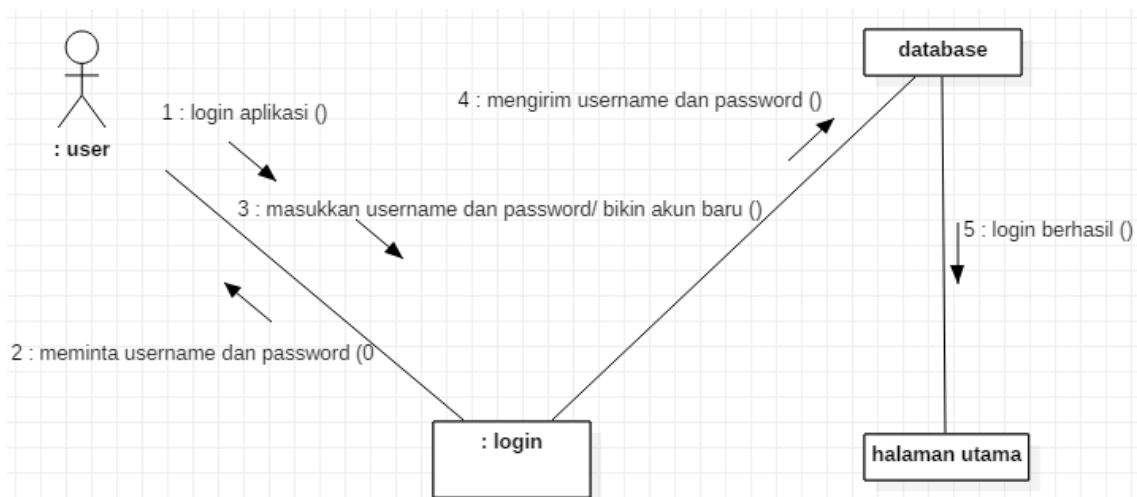 database
4 : mengirim username dan password ()
1 : login aplikasi ()
: user
3 : masukkan username dan password/ bikin akun baru ()
5 : login berhasil ()
2 : meminta username dan password (0
: login
halaman utama